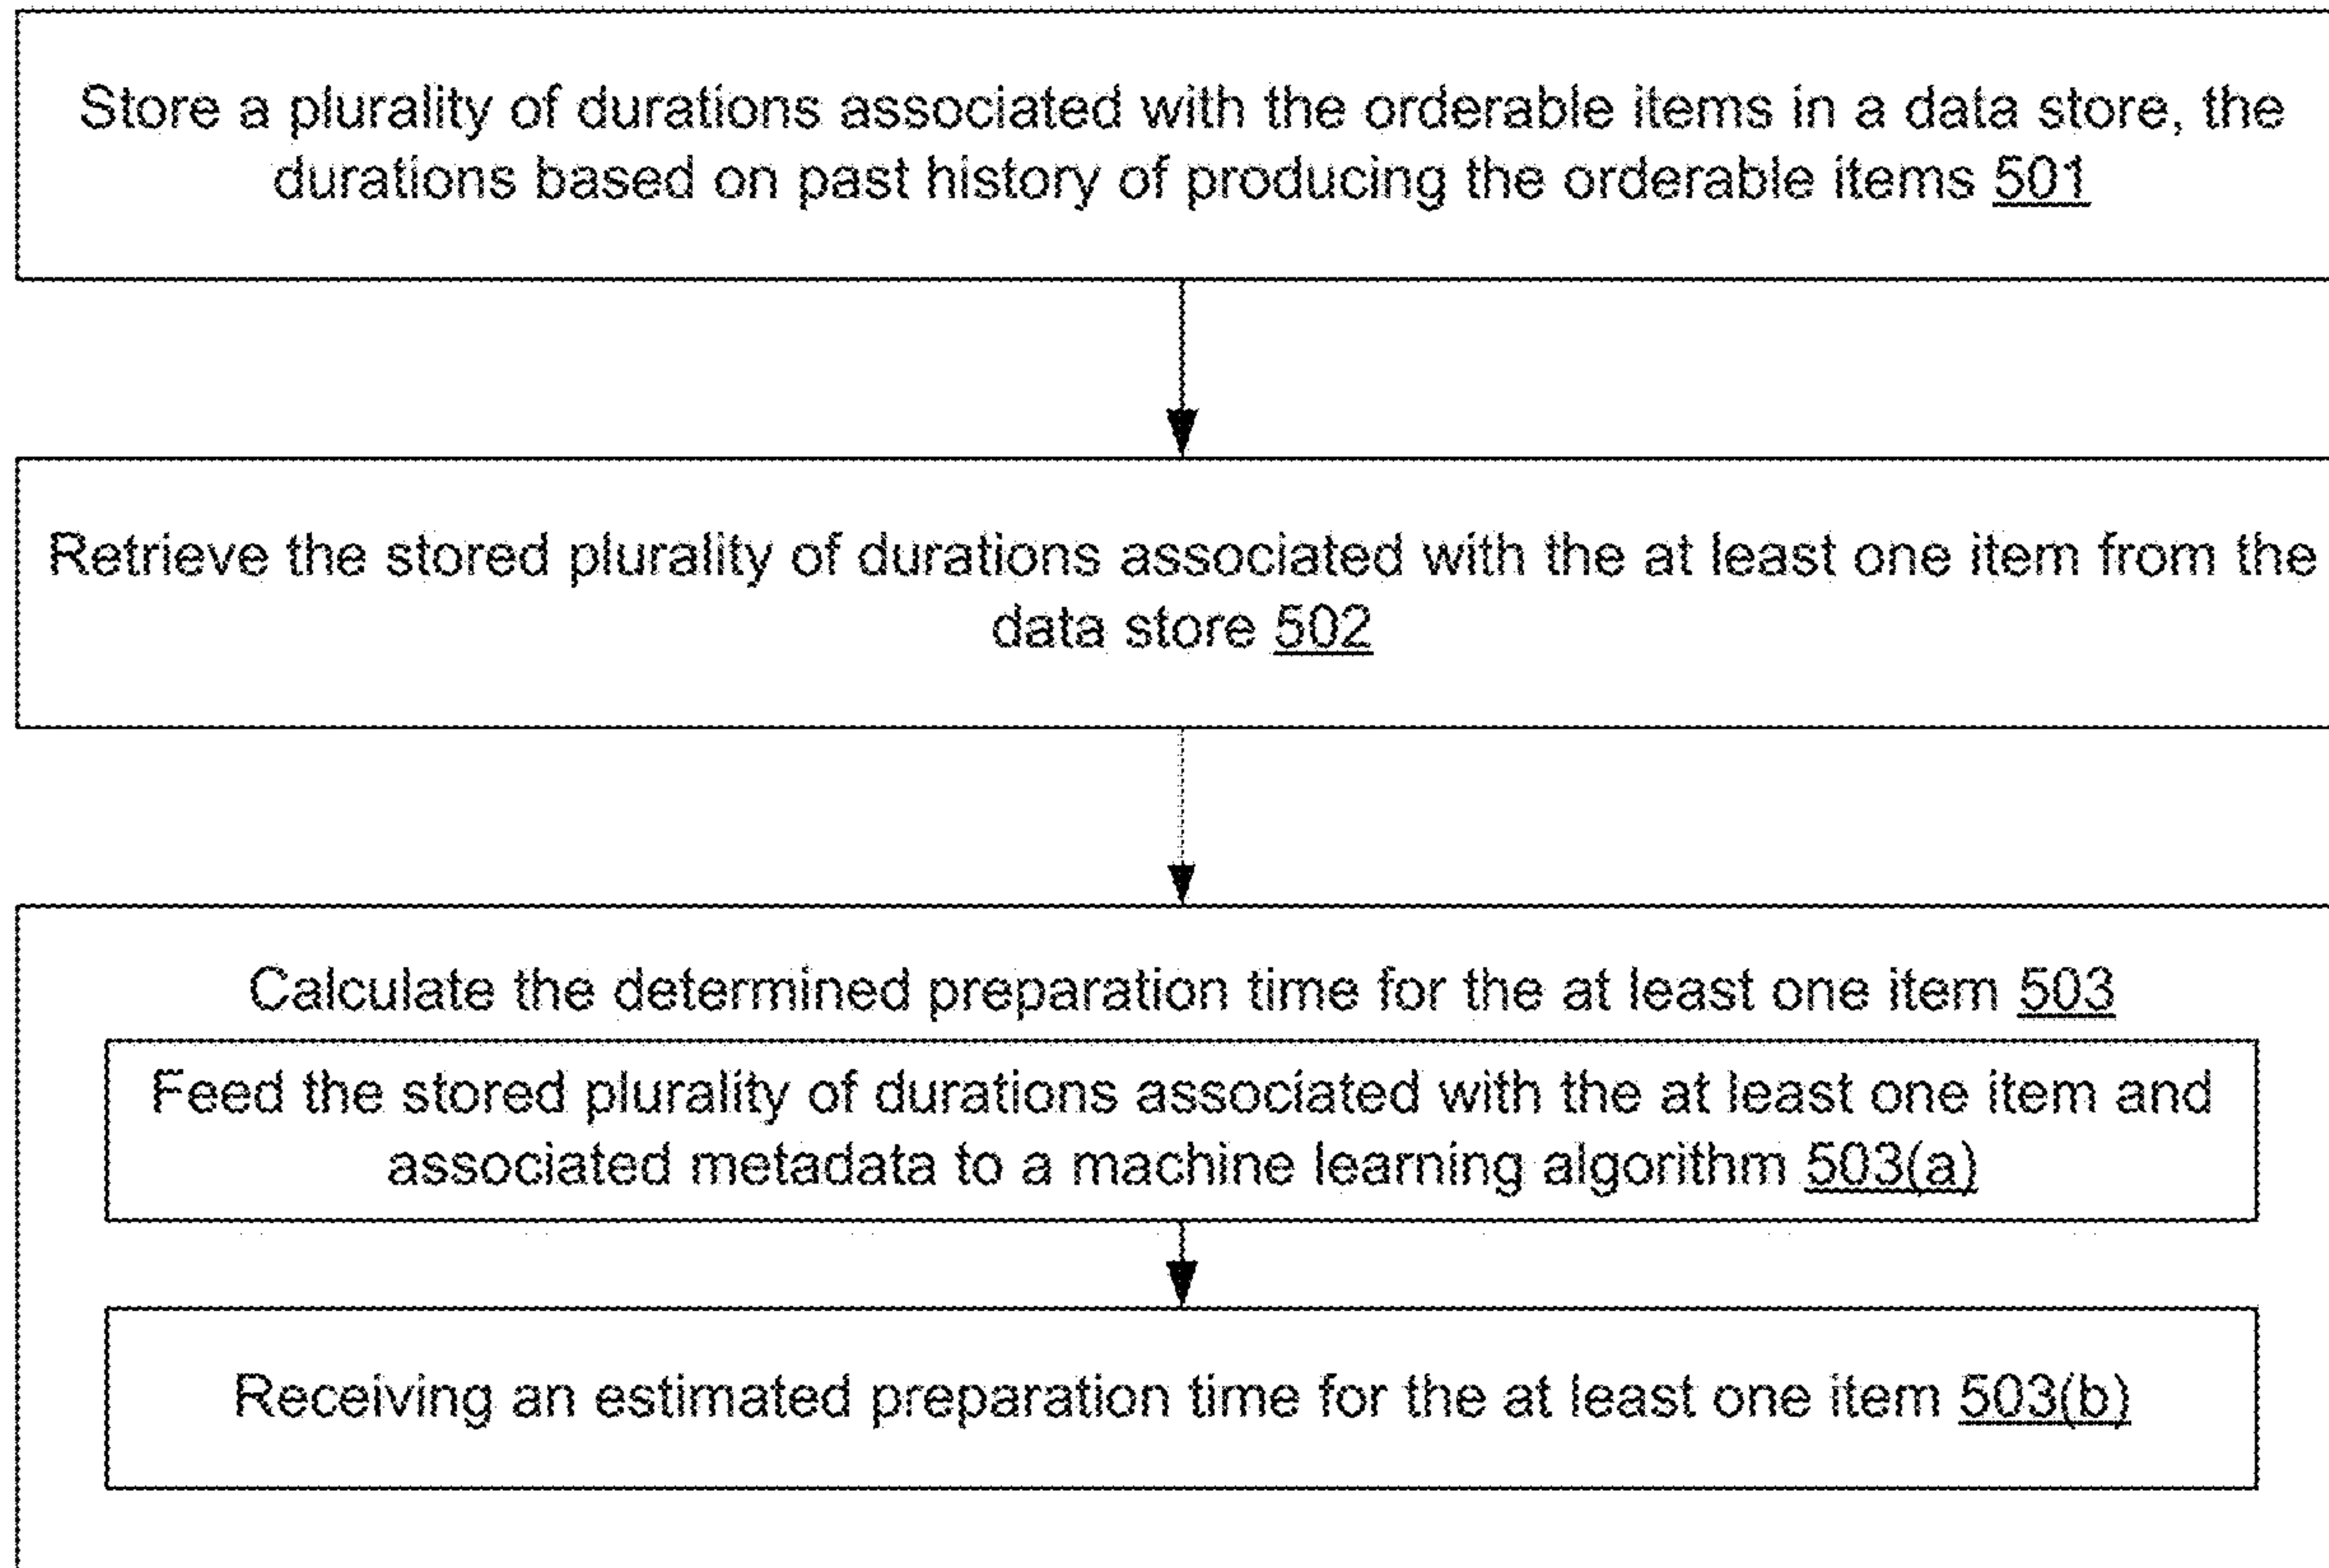 Store a plurality of durations associated with the orderable items in a data store, the
durations based on past history of producing the orderable items 501
Retrieve the stored plurality of durations associated with the at least one item from the
data store 502
Calculate the determined preparation time for the at least one item 503
Feed the stored plurality of durations associated with the at least one item and
associated metadata to a machine learning algorithm 503(a)
Receiving an estimated preparation time for the at least one item 503(b)